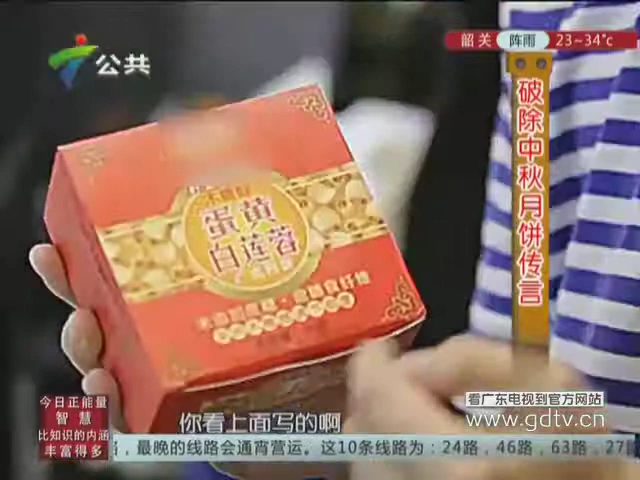 公共
韶关 阵雨 23~34℃
破除中秋月饼传言
蛋黄
白莲蓉
你看上面写的啊
看广东电视到官方网站
www.gdtv.cn
今日正能量
智慧
比知识的内涵
丰富得多
，最晚的线路会通宵营运。这10条线路为：24路，46路，63路，27